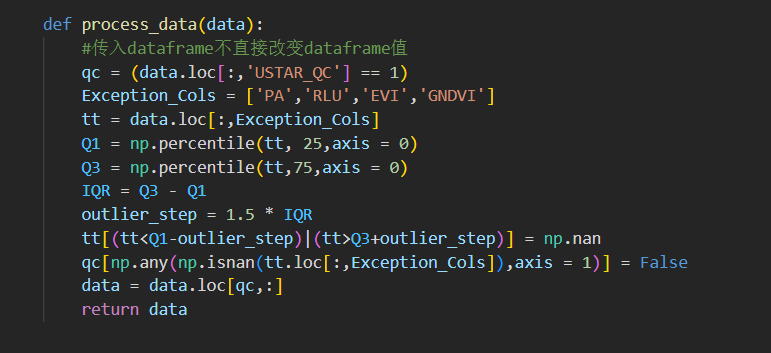 def process_data(data):
#传入dataframe不直接改变dataframe值
qc = (data.loc[:,'USTAR_QC'] == 1)
Exception_Cols = ['PA','RLU','EVI','GNDVI']
tt = data.loc[:,Exception_Cols]
Q1 = np.percentile(tt, 25,axis = 0)
Q3 = np.percentile(tt,75,axis = 0)
IQR = Q3 - Q1
outlier_step = 1.5 * IQR
tt[(tt<Q1-outlier_step)|(tt>Q3+outlier_step)] = np.nan
qc[np.any(np.isnan(tt.loc[:,Exception_Cols]),axis = 1)] = False
data = data.loc[qc,:]
return data